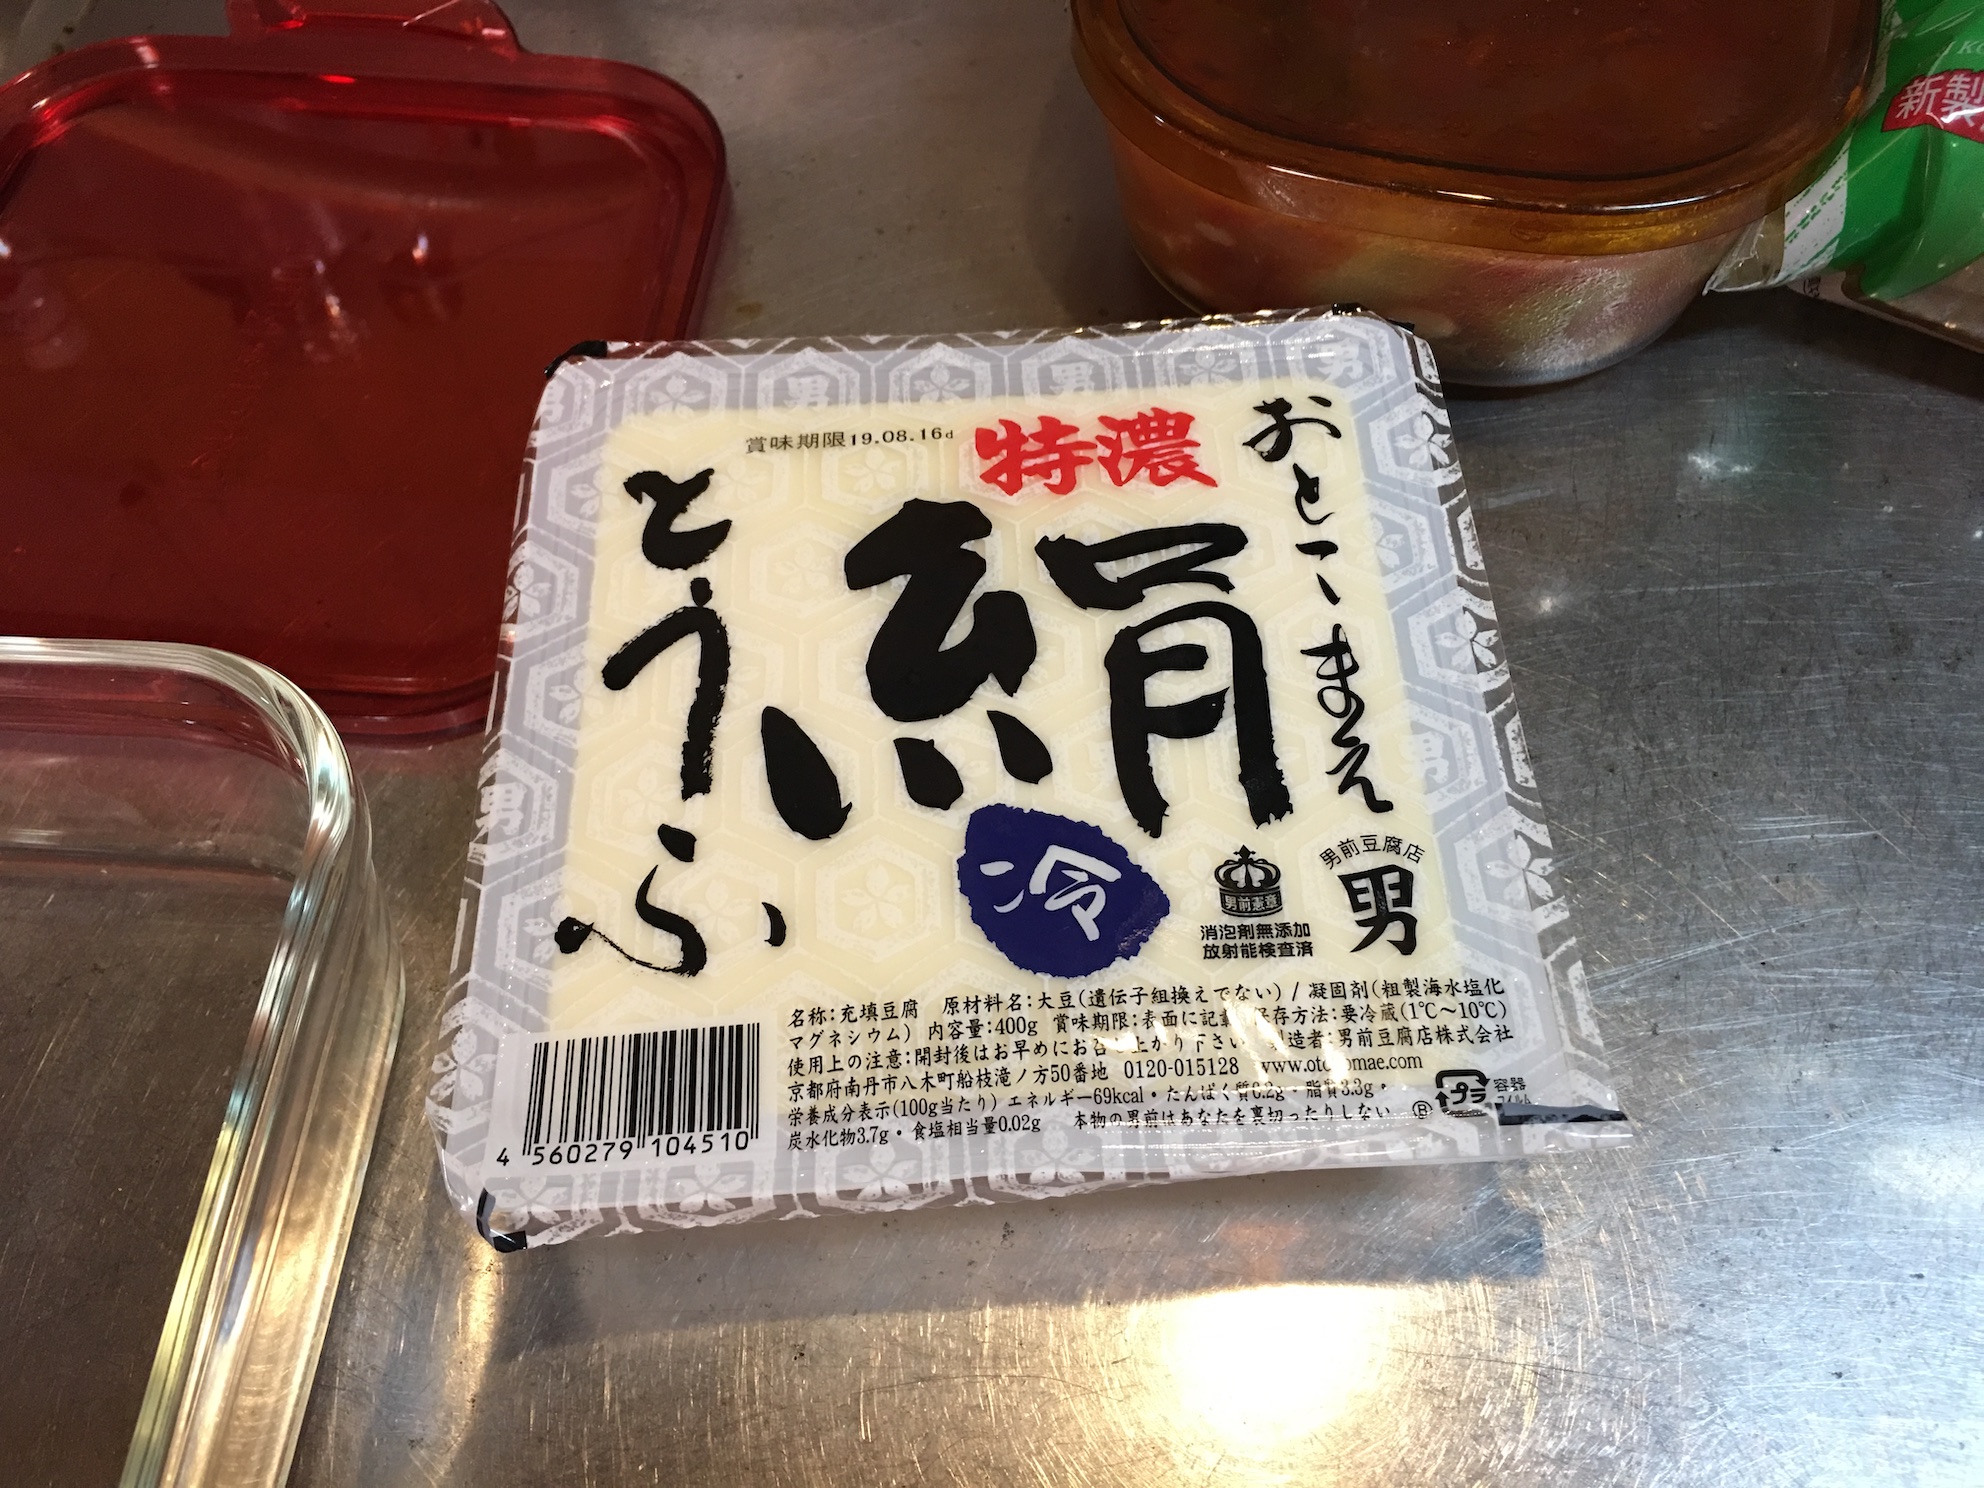 新製
賞味期限19.08.16d
特濃
おとこまえ
絹
とうふ
冷
男前憲章
消泡剤無添加
放射能検査済
男前豆腐店
男
名称:充填豆腐 原材料名:大豆(遺伝子組換えでない) / 凝固剤(粗製海水塩化
マグネシウム) 内容量:400g 賞味期限:表面に記載 保存方法:要冷蔵(1℃〜10℃)
使用上の注意:開封後はお早めにお召し上がり下さい 製造者:男前豆腐店株式会社
京都府南丹市八木町船枝滝ノ方50番地 0120-015128 www.otokomae.com
栄養成分表示(100g当たり) エネルギー69kcal・たんぱく質6.2g・脂質3.3g・
炭水化物3.7g・食塩相当量0.02g 本物の男前はあなたを裏切ったりしない。®
プラ
容器
フィルム
4 560279 104510